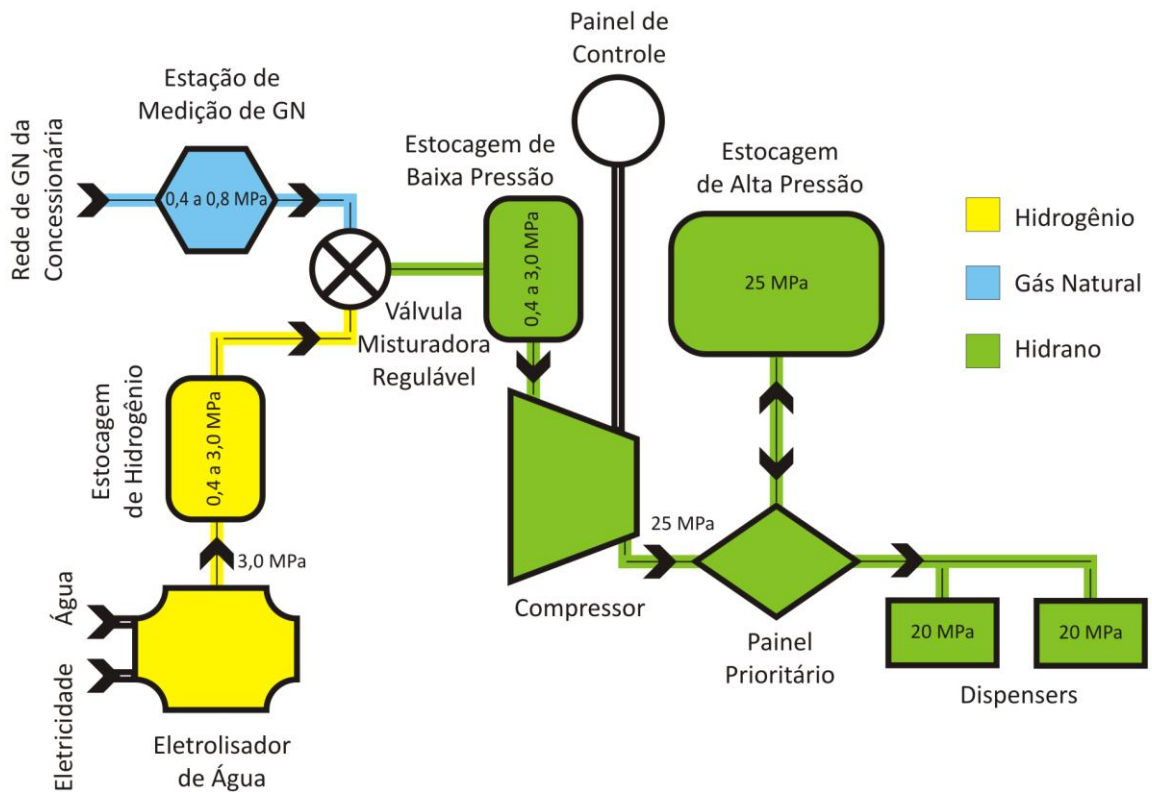 Painel de
Controle
Estação de
Medição de GN
Rede de GN da
Concessionária
0,4 a 0,8 MPa
Estocagem de
Baixa Pressão
0,4 a 3,0 MPa
Estocagem
de Alta Pressão
25 MPa
Hidrogênio
Gás Natural
Hidrano
Válvula
Misturadora
Regulável
Estocagem
de Hidrogênio
0,4 a 3,0 MPa
3,0 MPa
25 MPa
Compressor
Painel
Prioritário
20 MPa
20 MPa
Dispensers
Água
Eletricidade
Eletrolisador
de Água